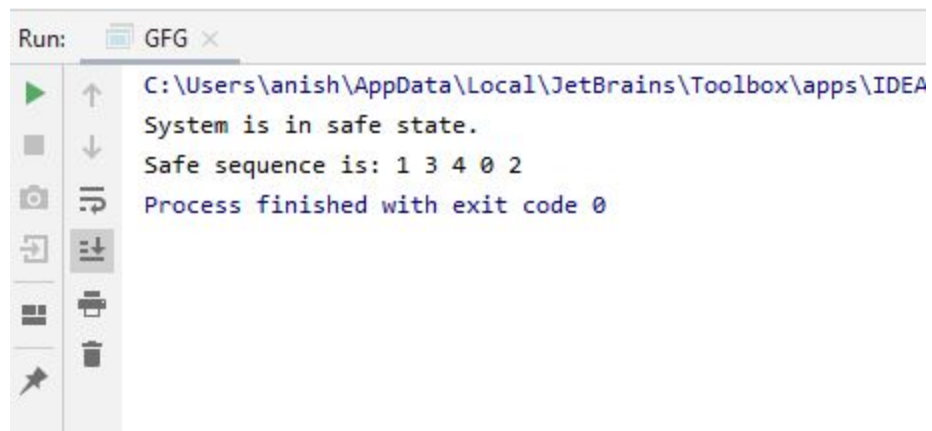 Run: GFG
C:\Users\anish\AppData\Local\JetBrains\Toolbox\apps\IDEA
System is in safe state.
Safe sequence is: 1 3 4 0 2
Process finished with exit code 0